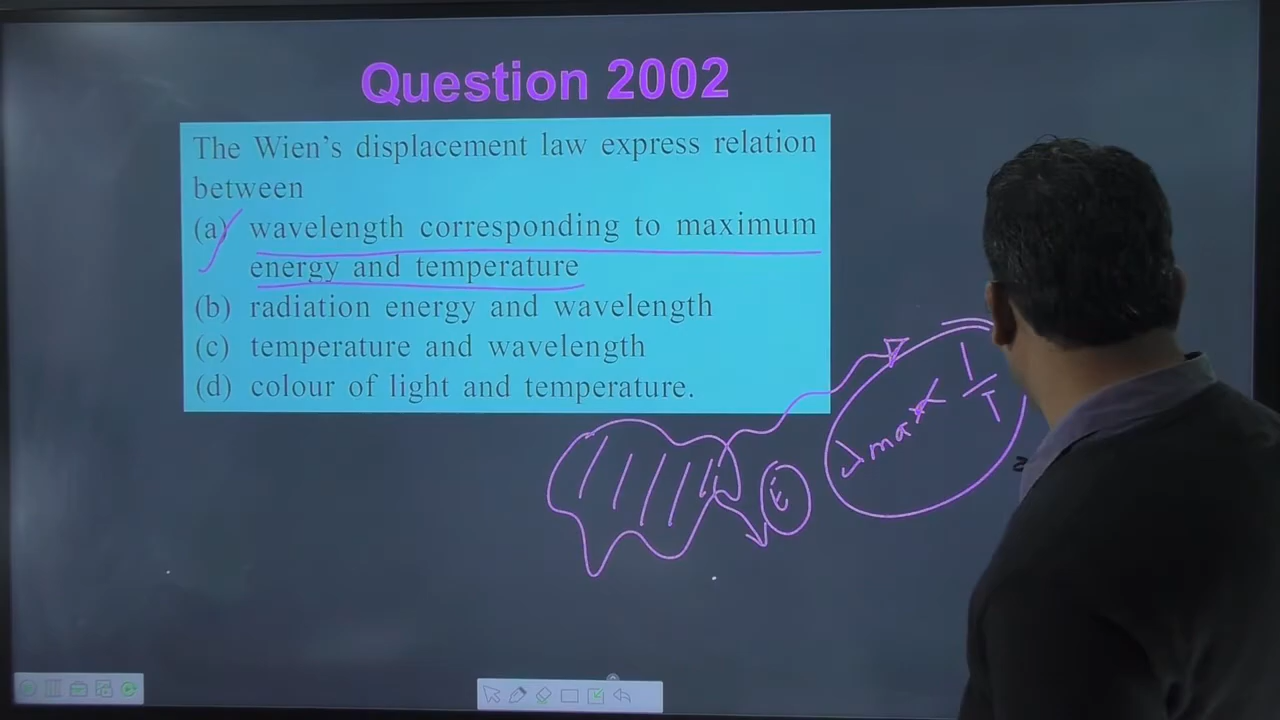 Question 2002
The Wien's displacement law express relation
between
(a) wavelength corresponding to maximum
energy and temperature
(b) radiation energy and wavelength
(c) temperature and wavelength
(d) colour of light and temperature.
λmax ∝ 1/T